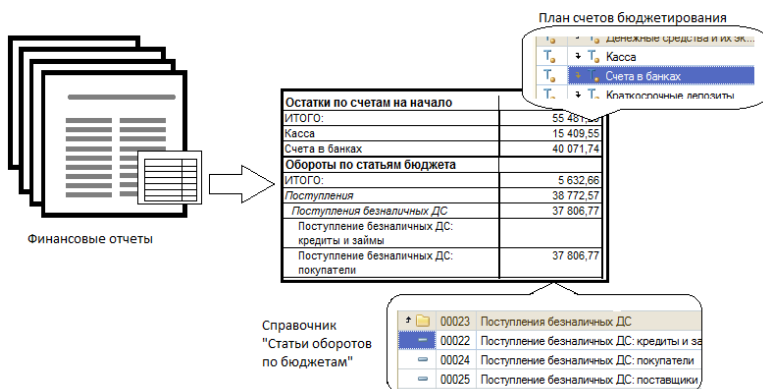 План счетов бюджетирования
Денежные средства и их эк...
Касса
Счета в банках
Краткосрочные депозиты
Остатки по счетам на начало
ИТОГО: 55 481,29
Касса 15 409,55
Счета в банках 40 071,74
Обороты по статьям бюджета
ИТОГО: 5 632,66
Поступления 38 772,57
Поступления безналичных ДС 37 806,77
Поступление безналичных ДС:
кредиты и займы
Поступление безналичных ДС: 37 806,77
покупатели
Финансовые отчеты
Справочник
"Статьи оборотов
по бюджетам"
00023 Поступления безналичных ДС
00022 Поступление безналичных ДС: кредиты и за
00024 Поступление безналичных ДС: покупатели
00025 Поступление безналичных ДС: поставщики